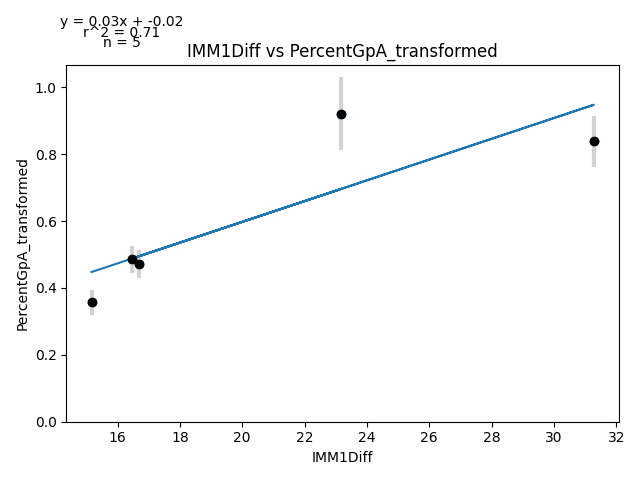 y = 0.03x + -0.02
r^2 = 0.71
n = 5
IMM1Diff vs PercentGpA_transformed
1.0
0.8
0.6
0.4
0.2
0.0
PercentGpA_transformed
16 18 20 22 24 26 28 30 32
IMM1Diff